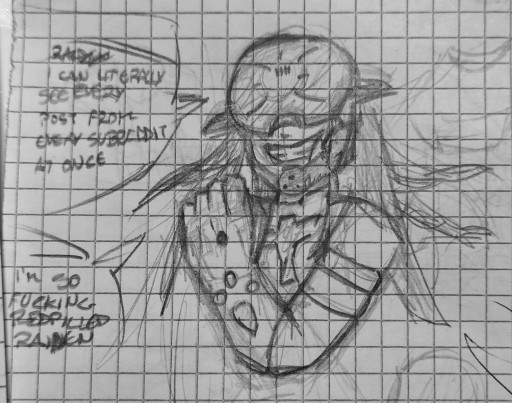 RAIDEN
I CAN LITERALLY
SEE EVERY
POST FROM
EVERY SUBREDDIT
AT ONCE
I'm SO
FUCKING
REDPILLED
RAIDEN